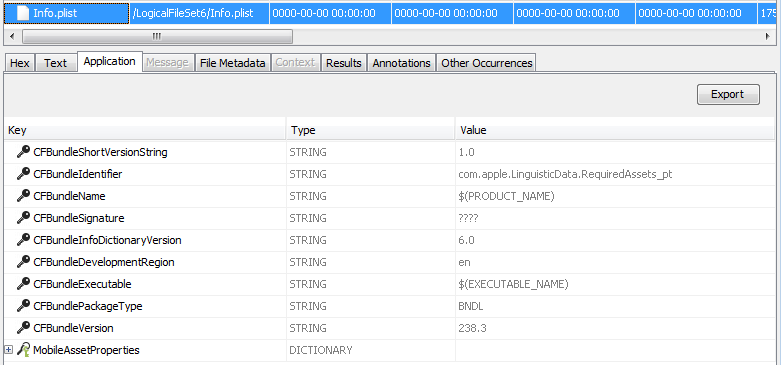 Info.plist /LogicalFileSet6/Info.plist 0000-00-00 00:00:00 0000-00-00 00:00:00 0000-00-00 00:00:00 0000-00-00 00:00:00 175
Hex Text Application Message File Metadata Context Results Annotations Other Occurrences
Export
Key Type Value
CFBundleShortVersionString STRING 1.0
CFBundleIdentifier STRING com.apple.LinguisticData.RequiredAssets_pt
CFBundleName STRING $(PRODUCT_NAME)
CFBundleSignature STRING ????
CFBundleInfoDictionaryVersion STRING 6.0
CFBundleDevelopmentRegion STRING en
CFBundleExecutable STRING $(EXECUTABLE_NAME)
CFBundlePackageType STRING BNDL
CFBundleVersion STRING 238.3
MobileAssetProperties DICTIONARY